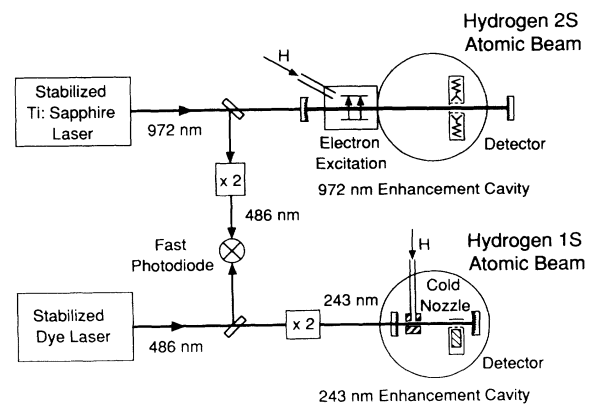 Hydrogen 2S
Atomic Beam
H
Stabilized
Ti: Sapphire
Laser
972 nm
Electron
Excitation
Detector
972 nm Enhancement Cavity
x 2
486 nm
Fast
Photodiode
Hydrogen 1S
Atomic Beam
H
Cold
Nozzle
243 nm
Stabilized
Dye Laser
486 nm
x 2
Detector
243 nm Enhancement Cavity